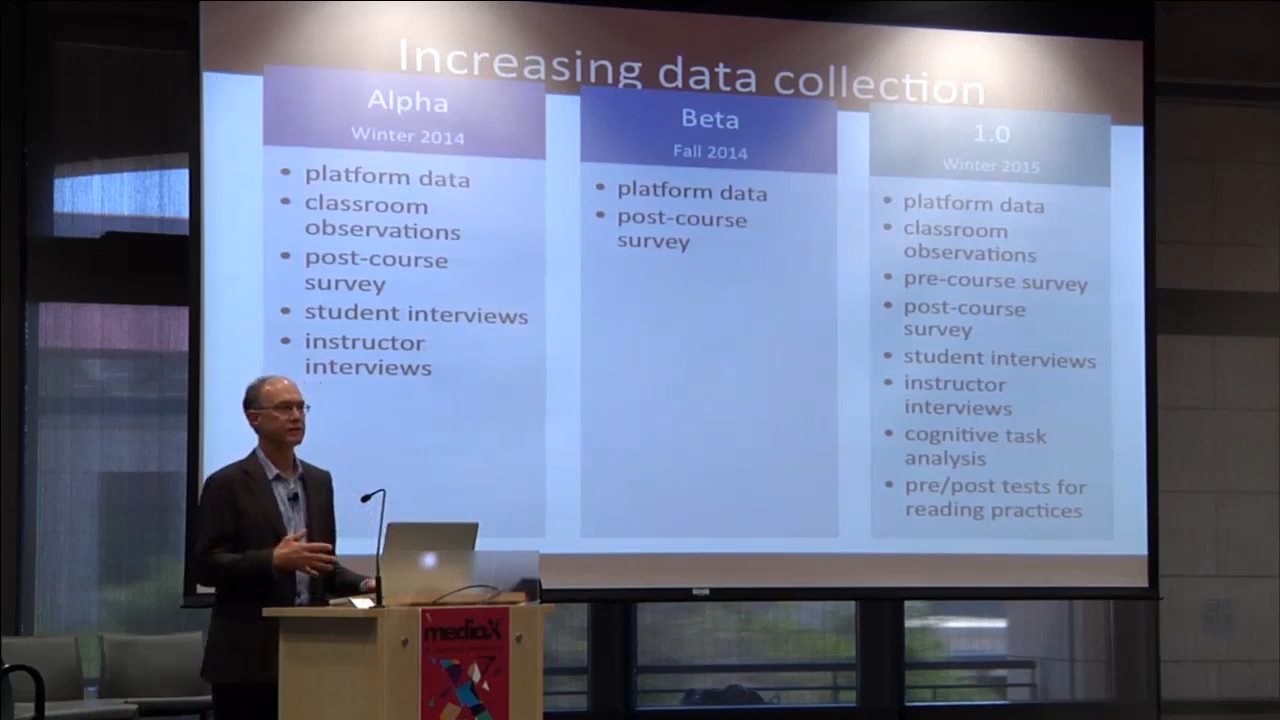 Increasing data collection
Alpha
Winter 2014
• platform data
• classroom
observations
• post-course
survey
• student interviews
• instructor
interviews
Beta
Fall 2014
• platform data
• post-course
survey
1.0
Winter 2015
• platform data
• classroom
observations
• pre-course survey
• post-course
survey
• student interviews
• instructor
interviews
• cognitive task
analysis
• pre/post tests for
reading practices
mediaX